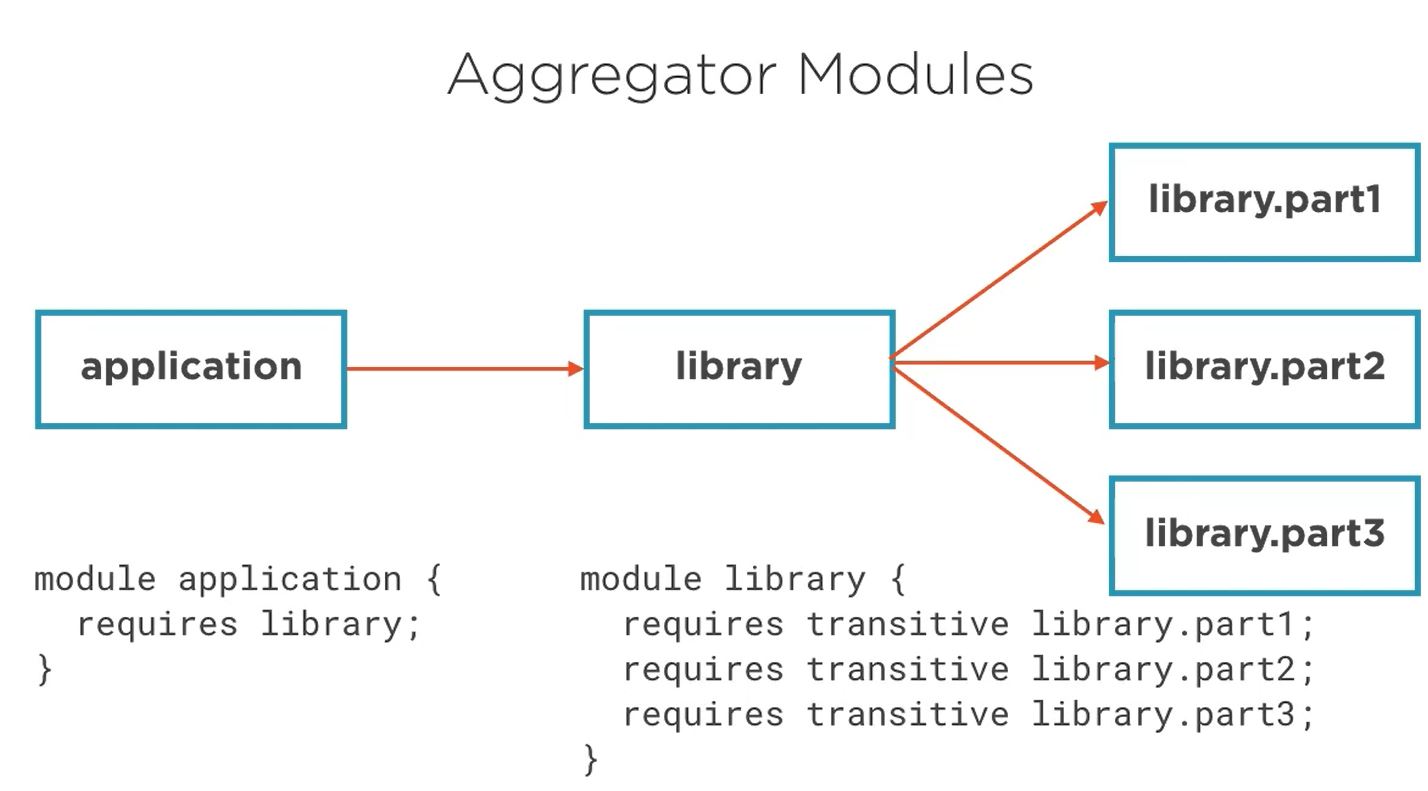 Aggregator Modules
library.part1
application
library
library.part2
library.part3
module application {
  requires library;
}
module library {
  requires transitive library.part1;
  requires transitive library.part2;
  requires transitive library.part3;
}